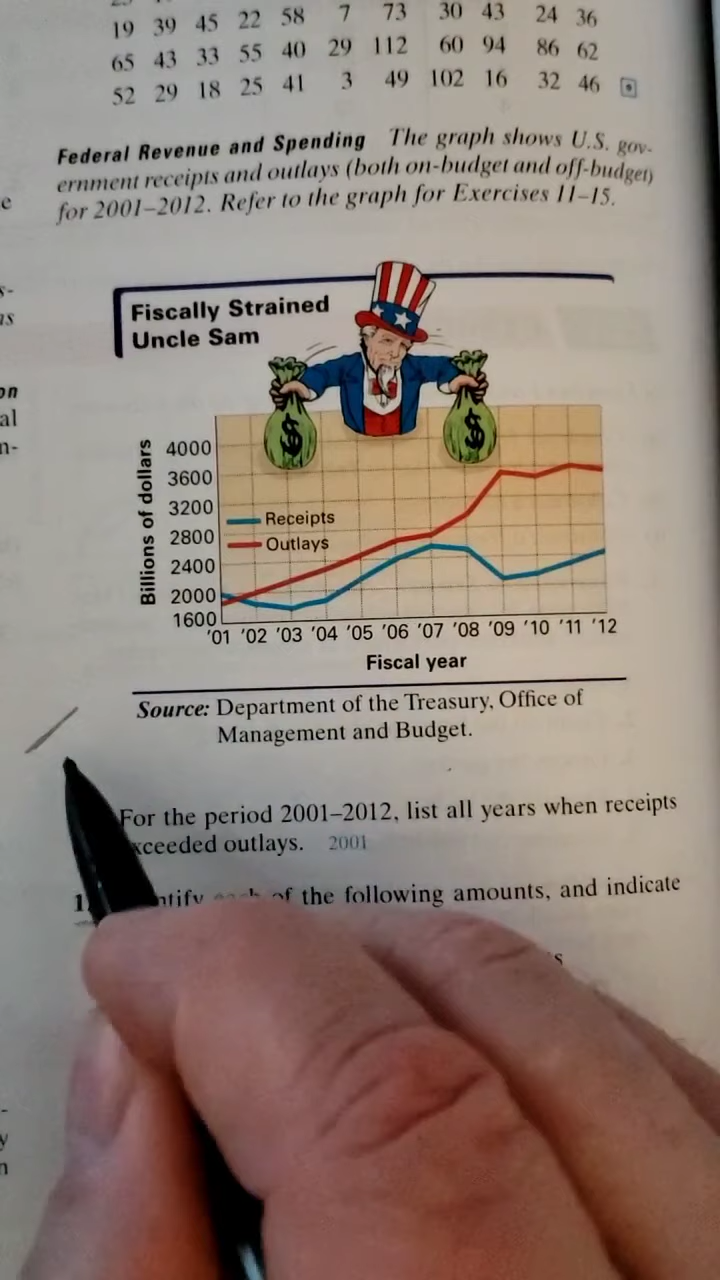 19 39 45 22 58 7 73 30 43 24 36
65 43 33 55 40 29 112 60 94 86 62
52 29 18 25 41 3 49 102 16 32 46
Federal Revenue and Spending The graph shows U.S. gov-
ernment receipts and outlays (both on-budget and off-budget)
for 2001–2012. Refer to the graph for Exercises 11–15.
Fiscally Strained
Uncle Sam
$ $
Billions of dollars
4000
3600
3200
2800
2400
2000
1600
Receipts
Outlays
'01 '02 '03 '04 '05 '06 '07 '08 '09 '10 '11 '12
Fiscal year
Source: Department of the Treasury, Office of
Management and Budget.
For the period 2001–2012, list all years when receipts
exceeded outlays. 2001
of the following amounts, and indicate